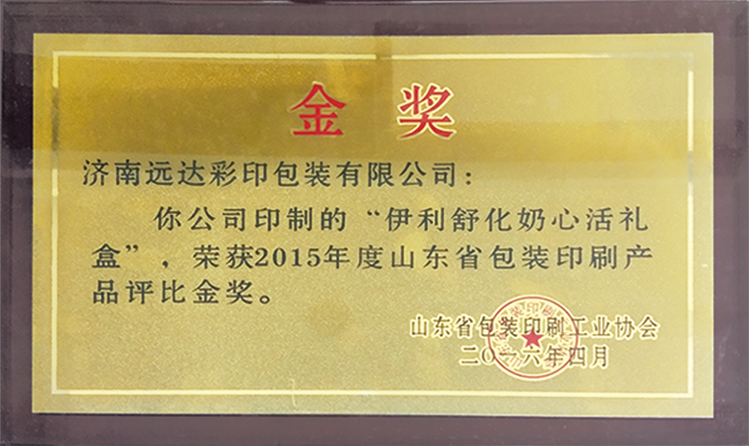 金奖
济南远达彩印包装有限公司：
你公司印制的“伊利舒化奶心活礼
盒”，荣获2015年度山东省包装印刷产
品评比金奖。
山东省包装印刷工业协会
二〇一六年四月